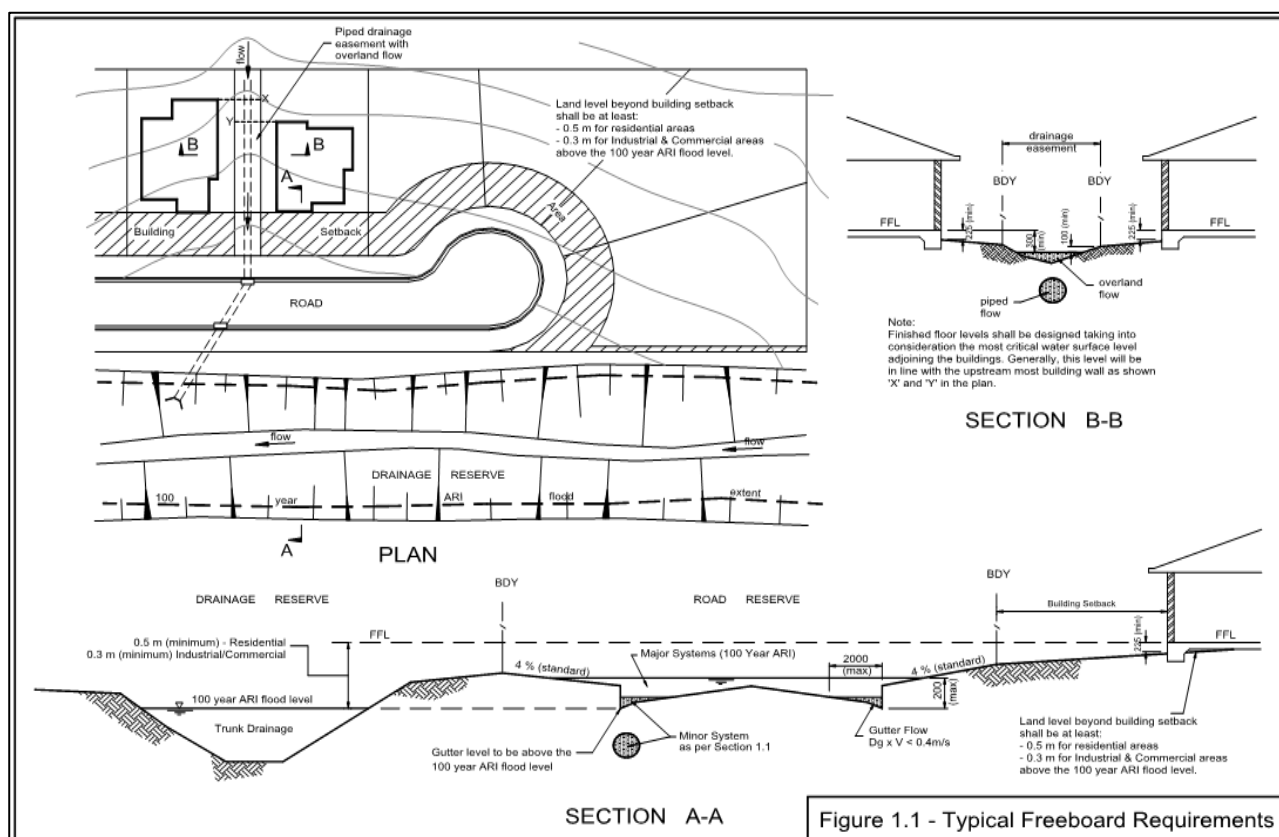 Piped drainage
easement with
overland flow
flow
X
Y
B
B
A
Land level beyond building setback
shall be at least:
- 0.5 m for residential areas
- 0.3 m for Industrial & Commercial areas
above the 100 year ARI flood level.
Area
Building
Setback
ROAD
flow
flow
DRAINAGE RESERVE
100 year ARI flood extent
A
PLAN
drainage
easement
BDY
BDY
FFL
FFL
225 (min)
300
(min)
100 (min)
225 (min)
overland
flow
piped
flow
Note:
Finished floor levels shall be designed taking into
consideration the most critical water surface level
adjoining the buildings. Generally, this level will be
in line with the upstream most building wall as shown
'X' and 'Y' in the plan.
SECTION B-B
DRAINAGE RESERVE
BDY
ROAD RESERVE
BDY
Building Setback
0.5 m (minimum) - Residential
0.3 m (minimum) Industrial/Commercial
FFL
FFL
225 (min)
4 % (standard)
Major Systems (100 Year ARI)
2000
(max)
4 % (standard)
200
(max)
100 year ARI flood level
Trunk Drainage
Gutter level to be above the
100 year ARI flood level
Minor System
as per Section 1.1
Gutter Flow
Dg x V < 0.4m/s
Land level beyond building setback
shall be at least:
- 0.5 m for residential areas
- 0.3 m for Industrial & Commercial areas
above the 100 year ARI flood level.
SECTION A-A
Figure 1.1 - Typical Freeboard Requirements